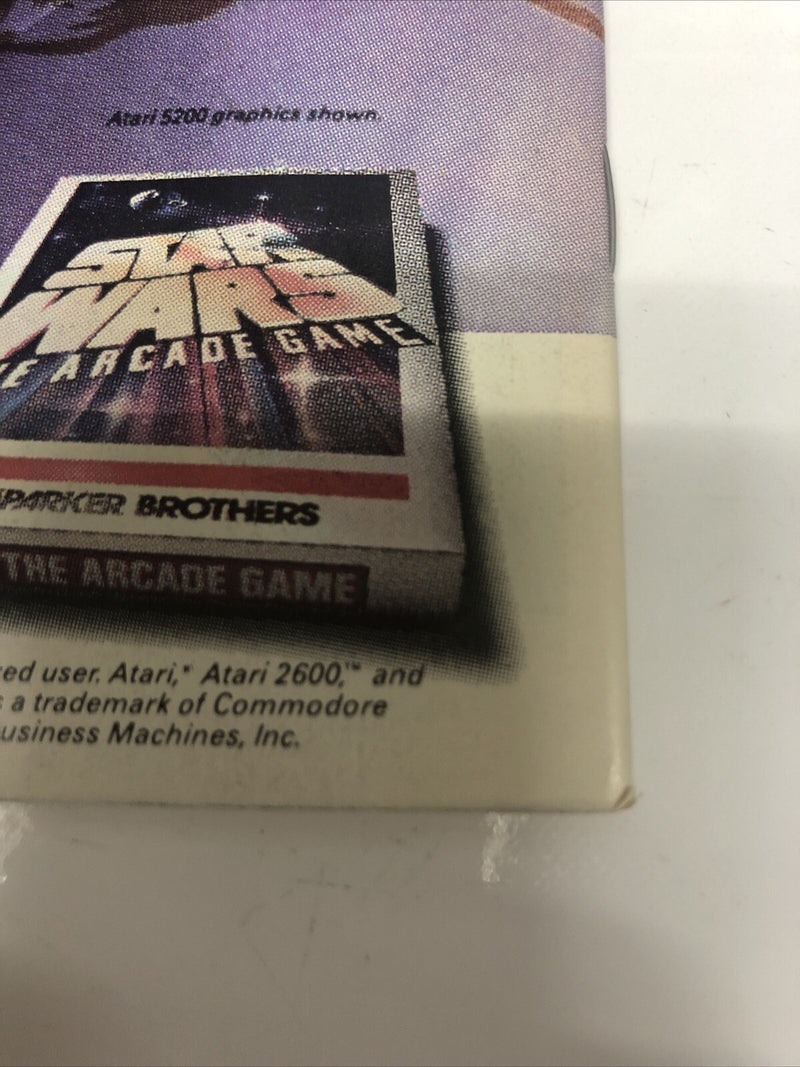 Atari 5200 graphics shown.
STAR
WARS
THE ARCADE GAME
PARKER BROTHERS
THE ARCADE GAME
ed user. Atari,® Atari 2600,™ and
s a trademark of Commodore
usiness Machines, Inc.